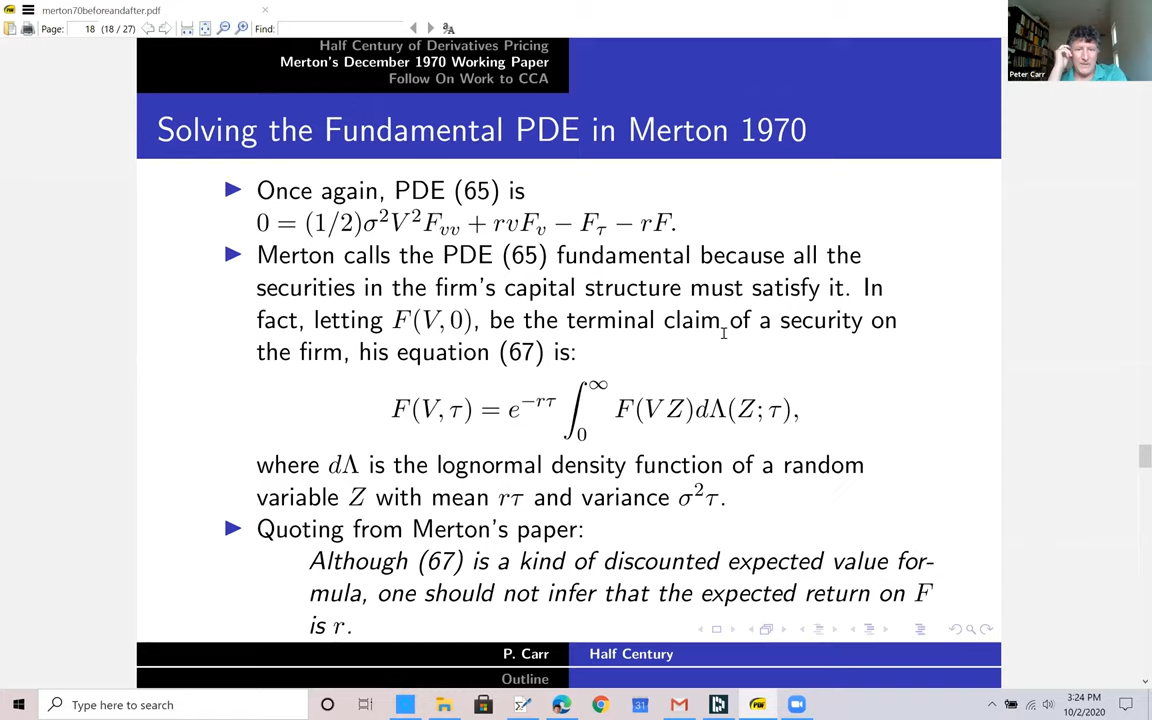 merton70beforeandafter.pdf
Page: 18 (18 / 27) Find:
Peter Carr
Half Century of Derivatives Pricing
Merton's December 1970 Working Paper
Follow On Work to CCA
Solving the Fundamental PDE in Merton 1970
Once again, PDE (65) is
0 = (1/2)σ²V²F_vv + rvF_v − F_τ − rF.
Merton calls the PDE (65) fundamental because all the
securities in the firm's capital structure must satisfy it. In
fact, letting F(V, 0), be the terminal claim of a security on
the firm, his equation (67) is:
F(V, τ) = e^{−rτ} ∫_0^∞ F(VZ)dΛ(Z; τ),
where dΛ is the lognormal density function of a random
variable Z with mean rτ and variance σ²τ.
Quoting from Merton's paper:
Although (67) is a kind of discounted expected value for-
mula, one should not infer that the expected return on F
is r.
P. Carr Half Century
Outline
Type here to search
3:24 PM
10/2/2020